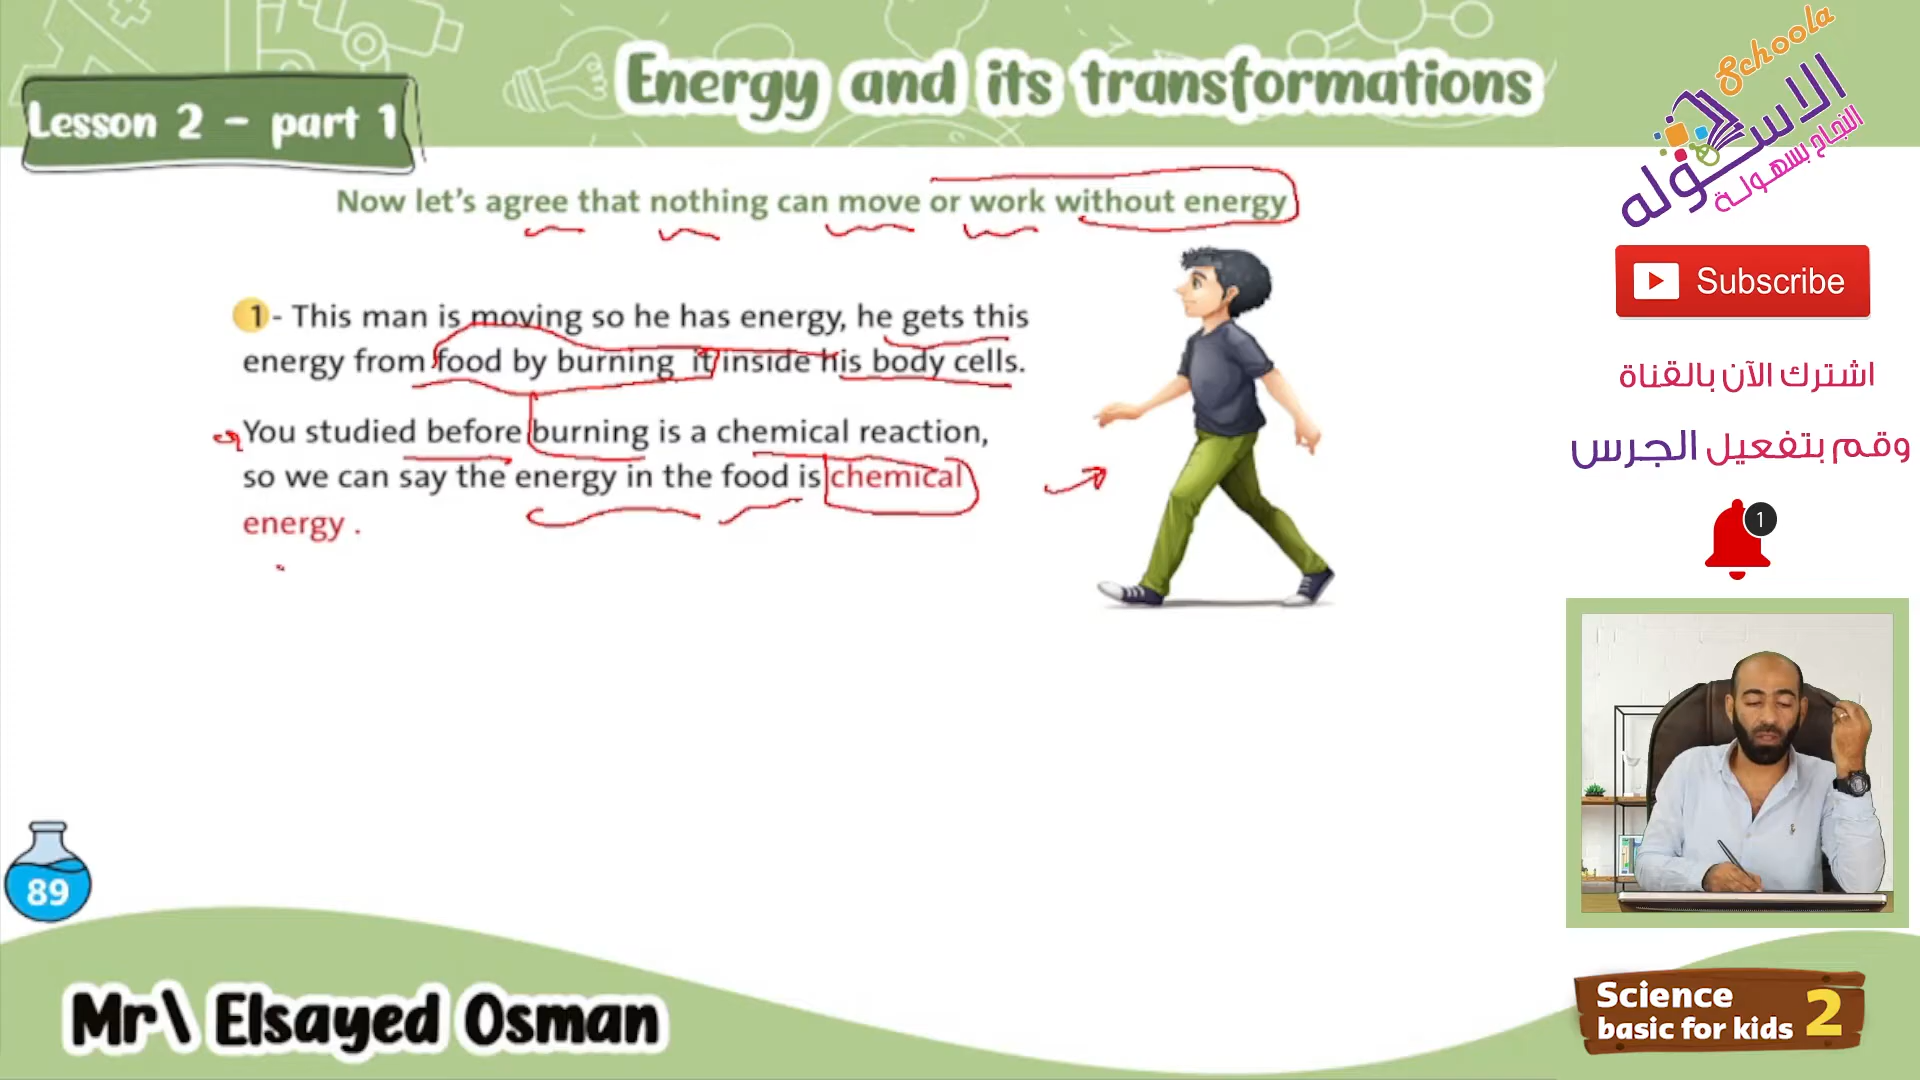 Energy and its transformations
Lesson 2 - part 1
Schoola
الاسكوله
النجاح بسهولة
Now let's agree that nothing can move or work without energy
1 - This man is moving so he has energy, he gets this
energy from food by burning it inside his body cells.
You studied before burning is a chemical reaction,
so we can say the energy in the food is chemical
energy .
Subscribe
اشترك الآن بالقناة
وقم بتفعيل الجرس
1
89
Mr\ Elsayed Osman
Science
basic for kids 2